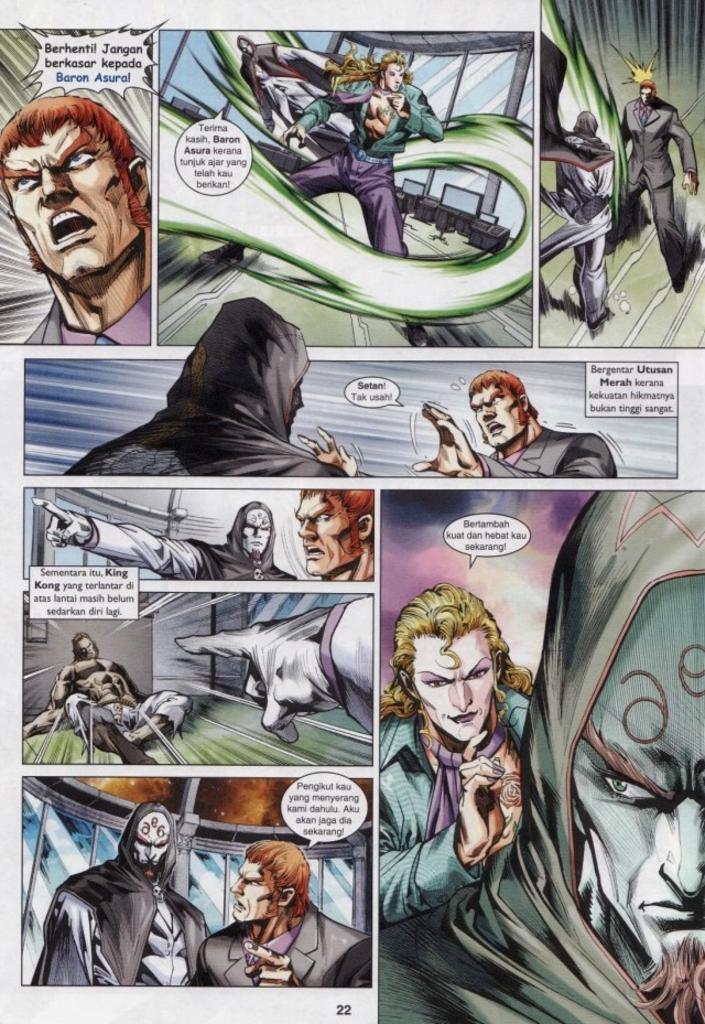 Berhenti! Jangan
berkasar kepada
Baron Asura!
Terima
kasih, Baron
Asura kerana
tunjuk ajar yang
telah kau
berikan!
Setan!
Tak usah!
Bergentar Utusan
Merah kerana
kekuatan hikmatnya
bukan tinggi sangat.
Sementara itu, King
Kong yang terlantar di
atas lantai masih belum
sedarkan diri lagi.
Bertambah
kuat dan hebat kau
sekarang!
Pengikut kau
yang menyerang
kami dahulu. Aku
akan jaga dia
sekarang!
22